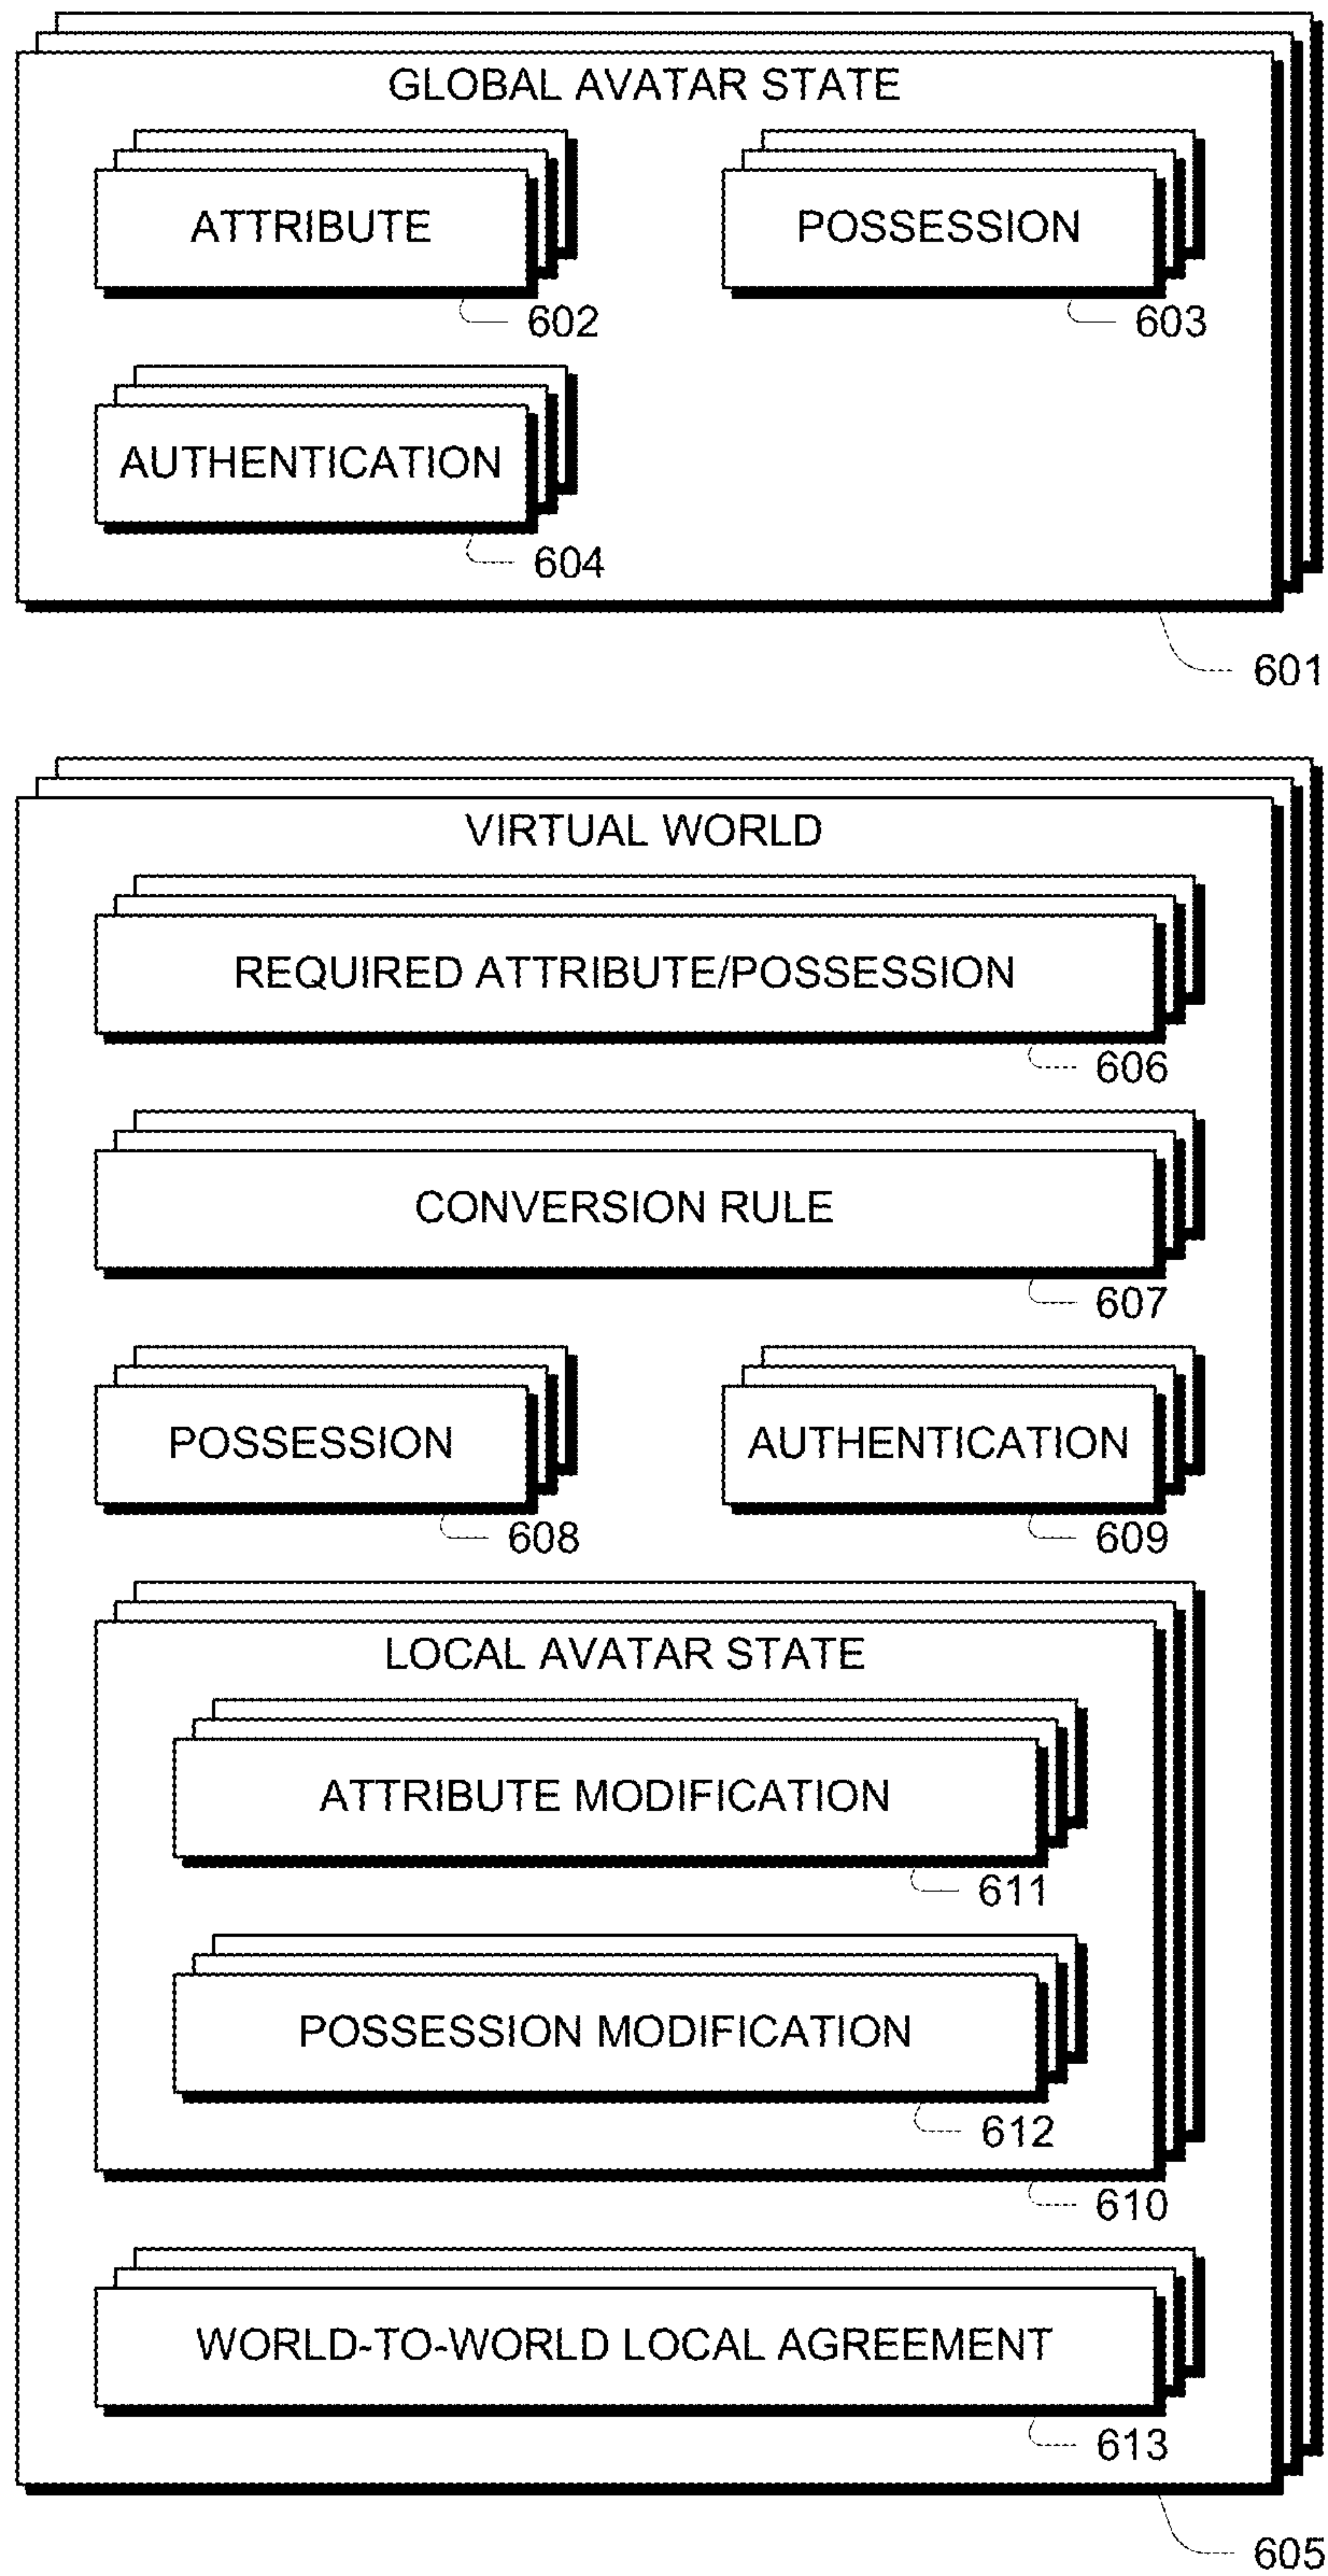 GLOBAL AVATAR STATE
ATTRIBUTE
POSSESSION
602
603
AUTHENTICATION
604
601
VIRTUAL WORLD
REQUIRED ATTRIBUTE/POSSESSION
606
CONVERSION RULE
607
POSSESSION
AUTHENTICATION
608
609
LOCAL AVATAR STATE
ATTRIBUTE MODIFICATION
611
POSSESSION MODIFICATION
612
610
WORLD-TO-WORLD LOCAL AGREEMENT
613
605